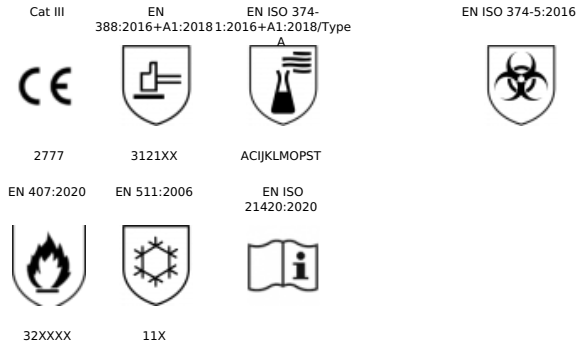 Cat III
EN
388:2016+A1:2018
EN ISO 374-
1:2016+A1:2018/Type
A
EN ISO 374-5:2016
CE
i
2777
3121XX
ACIJKLMOPST
EN 407:2020
EN 511:2006
EN ISO
21420:2020
32XXXX
11X